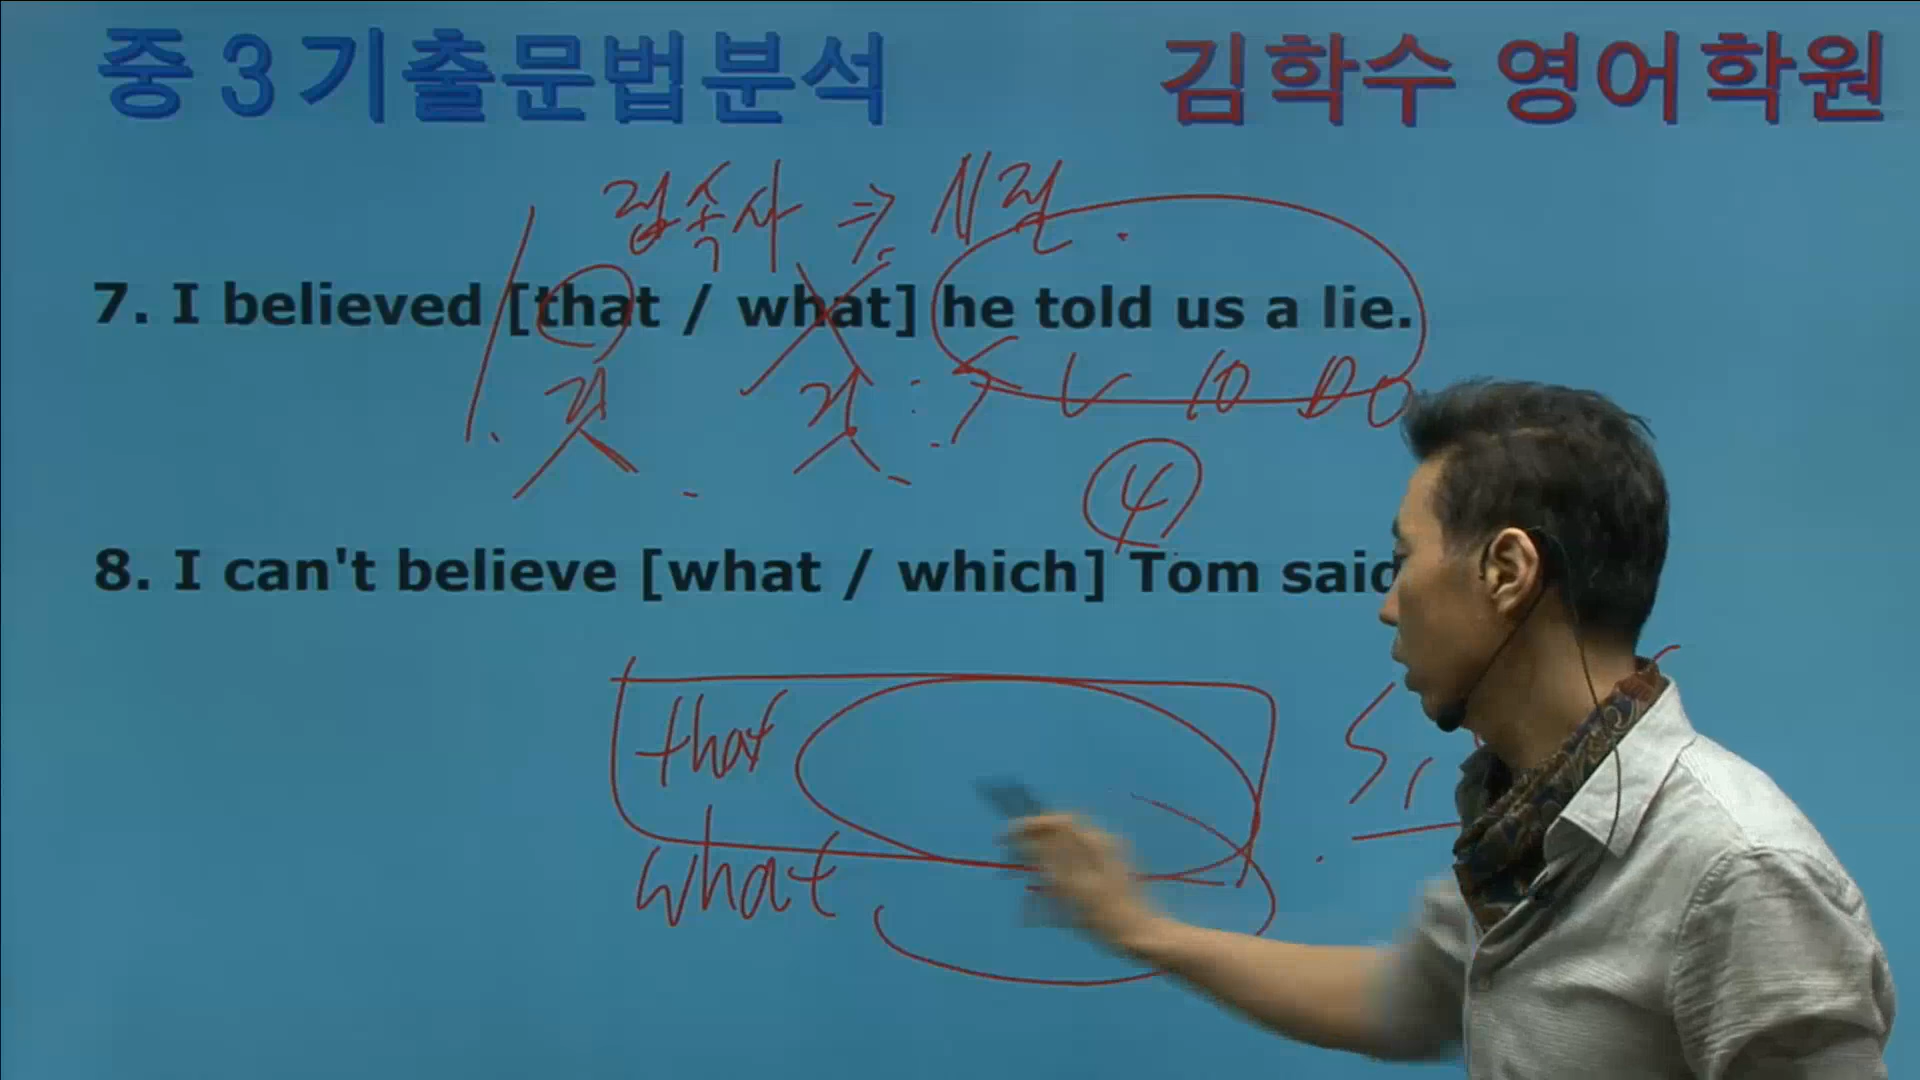 중3기출문법분석 김학수 영어학원
접속사 ⇒ 시절
7. I believed [that / what] he told us a lie.
것 것 S V IO DO
4
8. I can't believe [what / which] Tom said
that
what